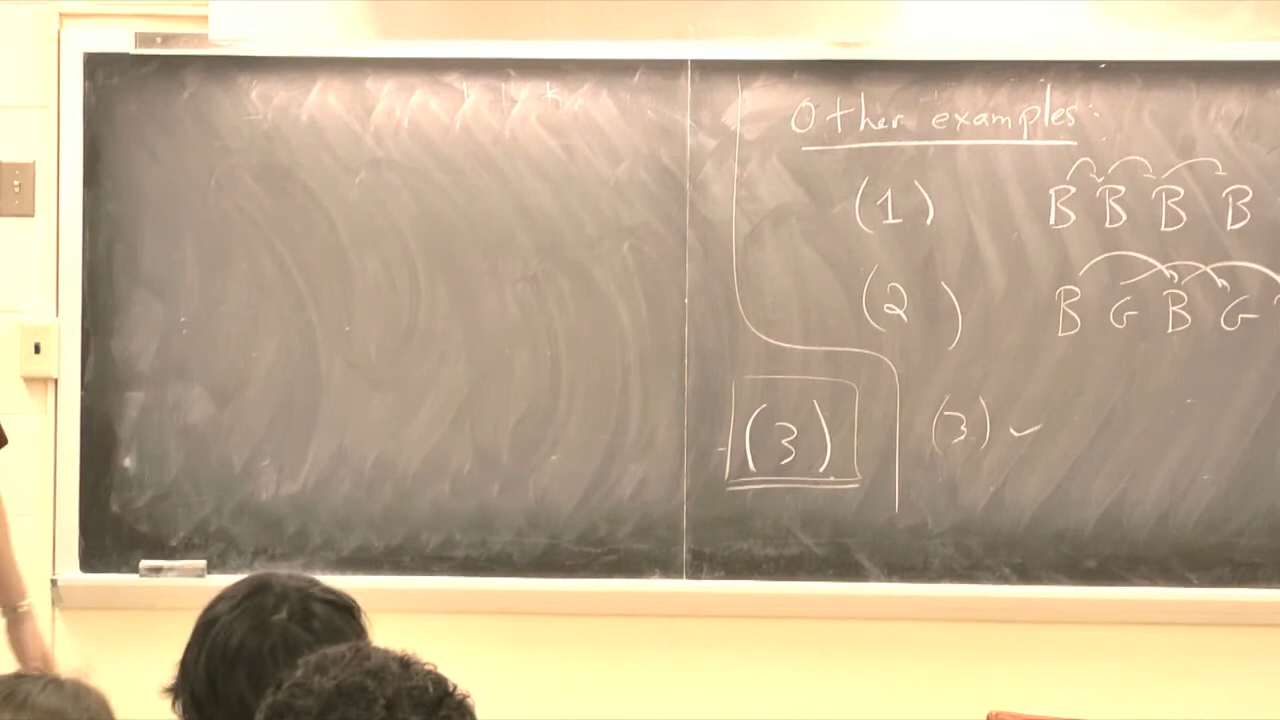 Other examples:
(1) B B B B
(2) B G B G
(3)
(3) ✓